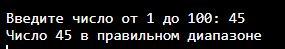 Введите число от 1 до 100: 45
Число 45 в правильном диапазоне